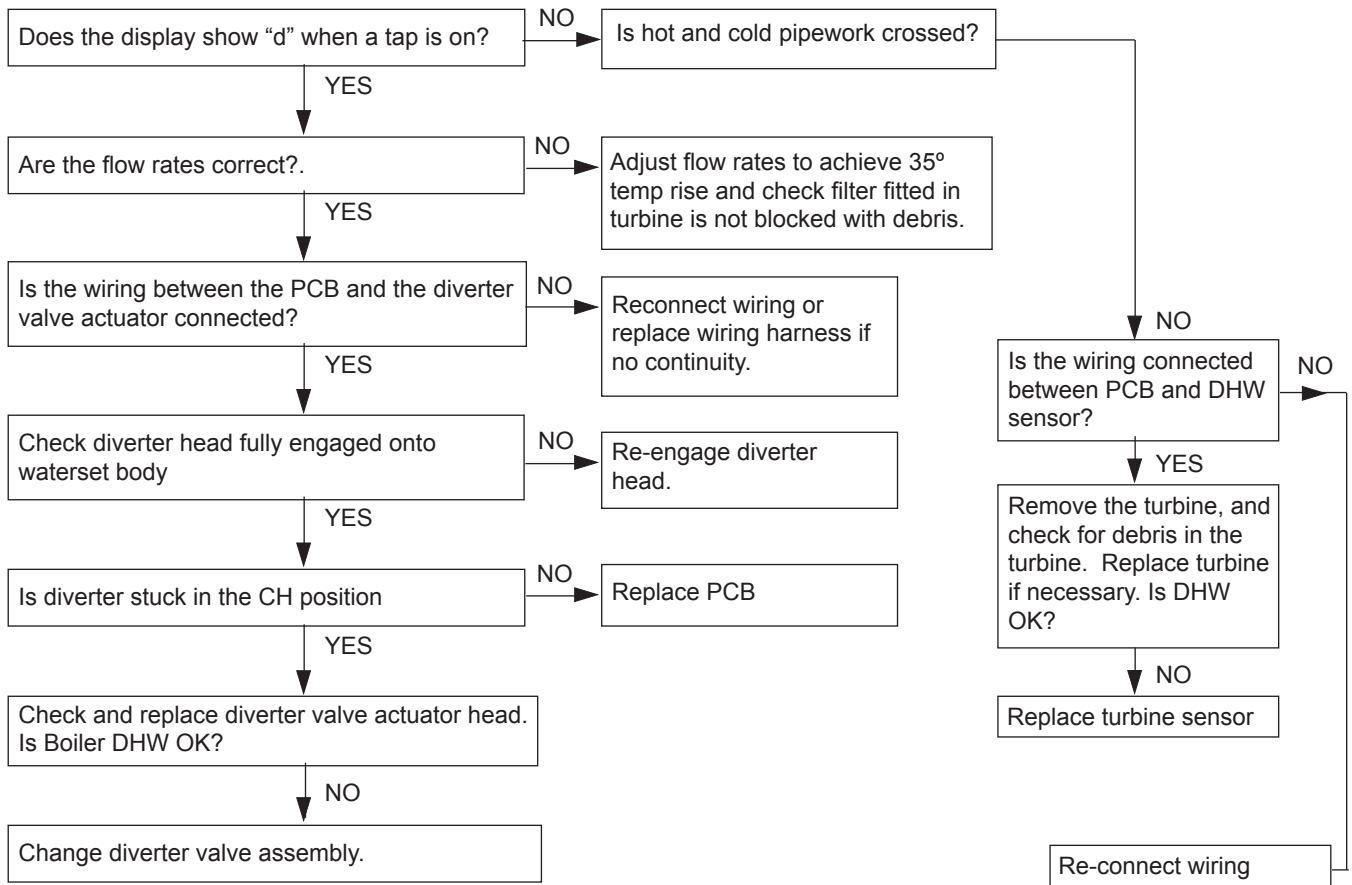 Does the display show “d” when a tap is on?
NO
Is hot and cold pipework crossed?
YES
Are the flow rates correct?.
NO
Adjust flow rates to achieve 35º
temp rise and check filter fitted in
turbine is not blocked with debris.
YES
Is the wiring between the PCB and the diverter
valve actuator connected?
NO
Reconnect wiring or
replace wiring harness if
no continuity.
YES
Check diverter head fully engaged onto
waterset body
NO
Re-engage diverter
head.
YES
Is diverter stuck in the CH position
NO
Replace PCB
YES
Check and replace diverter valve actuator head.
Is Boiler DHW OK?
NO
Change diverter valve assembly.
NO
Is the wiring connected
between PCB and DHW
sensor?
NO
YES
Remove the turbine, and
check for debris in the
turbine.  Replace turbine
if necessary. Is DHW
OK?
NO
Replace turbine sensor
Re-connect wiring